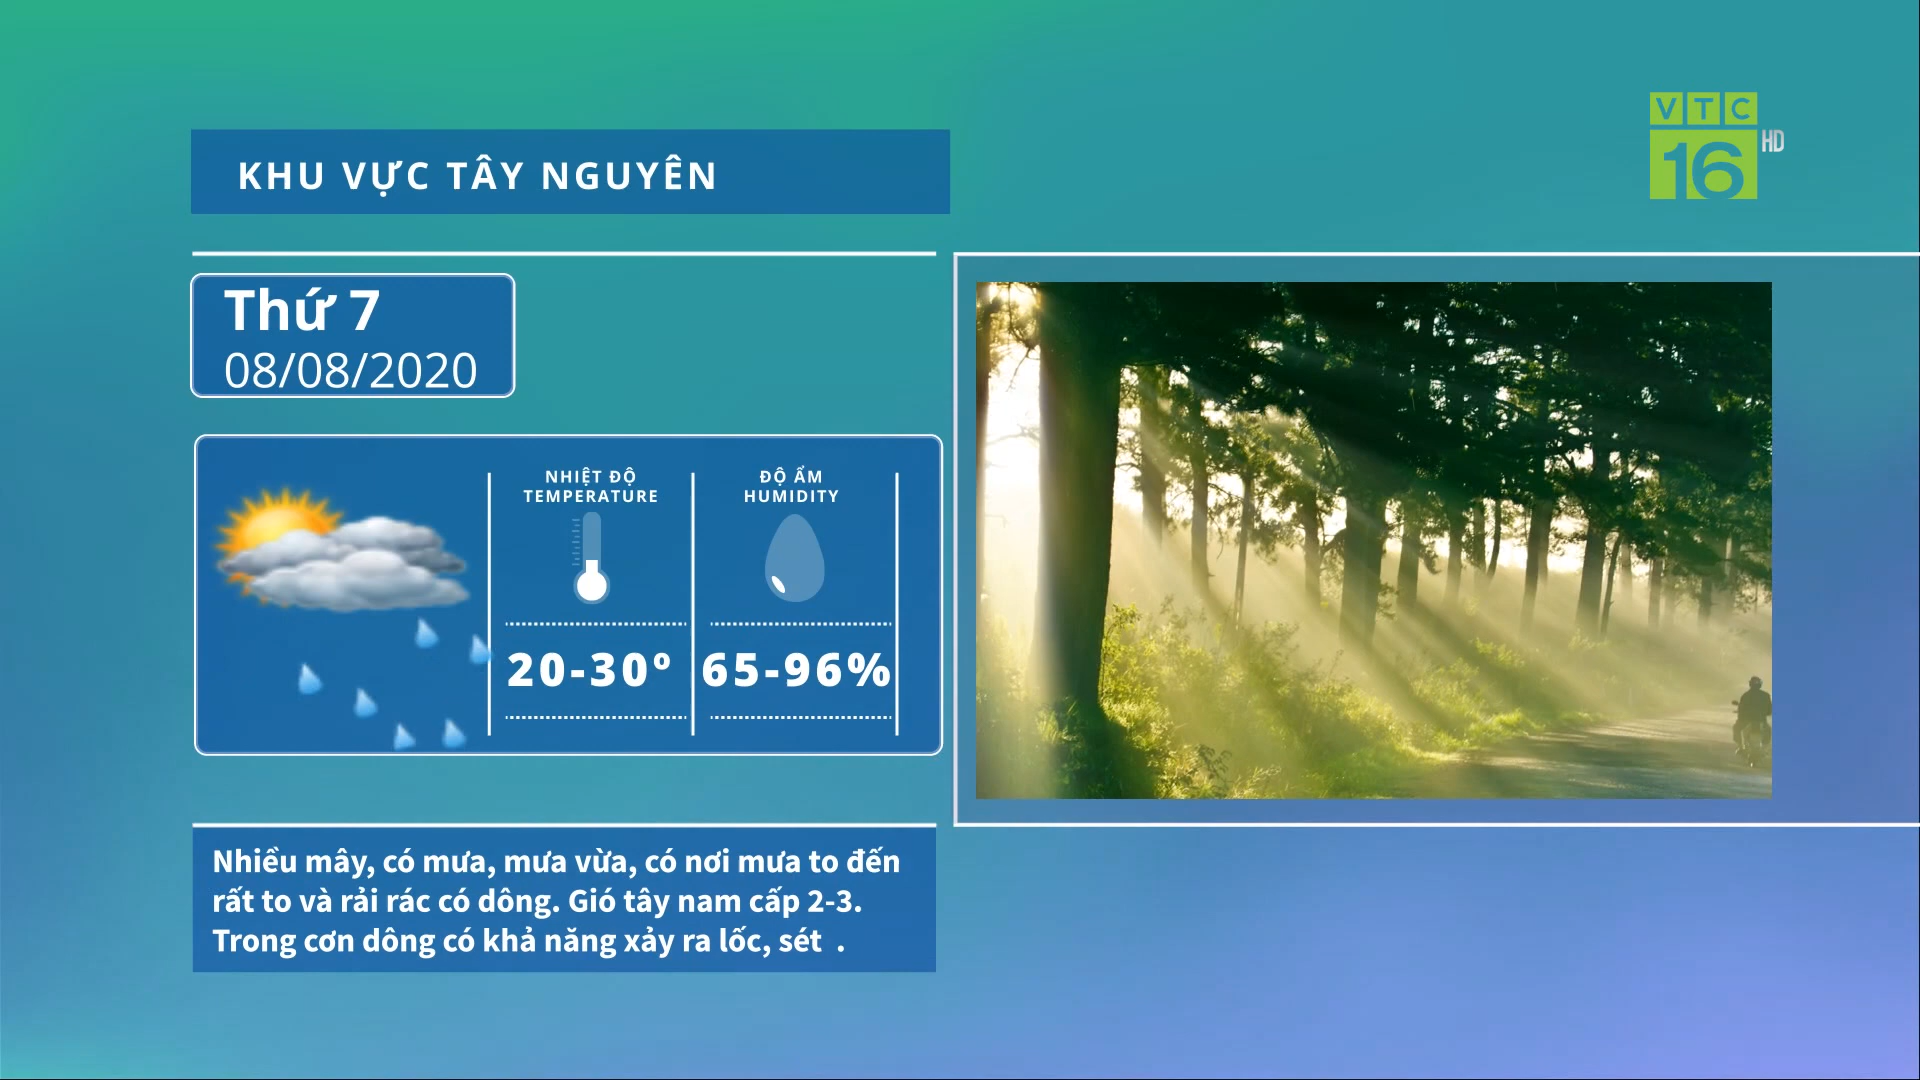 VTC
16 HD
KHU VỰC TÂY NGUYÊN
Thứ 7
08/08/2020
NHIỆT ĐỘ
TEMPERATURE
20-30º
ĐỘ ẨM
HUMIDITY
65-96%
Nhiều mây, có mưa, mưa vừa, có nơi mưa to đến
rất to và rải rác có dông. Gió tây nam cấp 2-3.
Trong cơn dông có khả năng xảy ra lốc, sét .